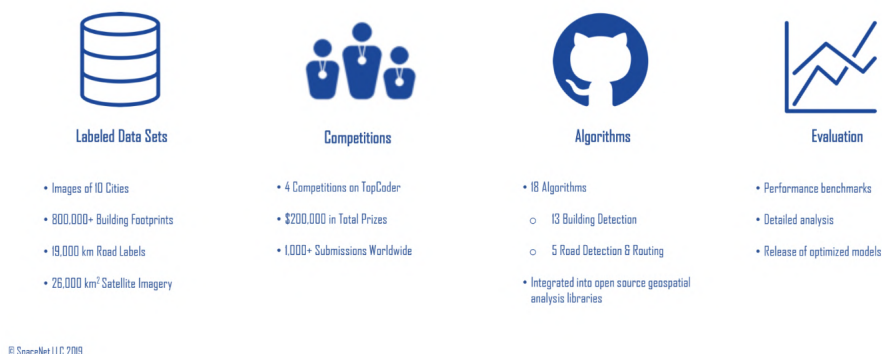 Labeled Data Sets
• Images of 10 Cities
• 800,000+ Building Footprints
• 19,000 km Road Labels
• 26,000 km² Satellite Imagery
Competitions
• 4 Competitions on TopCoder
• $200,000 in Total Prizes
• 1,000+ Submissions Worldwide
Algorithms
• 18 Algorithms
o 13 Building Detection
o 5 Road Detection & Routing
• Integrated into open source geospatial
analysis libraries
Evaluation
• Performance benchmarks
• Detailed analysis
• Release of optimized models
© SpaceNet LLC 2019